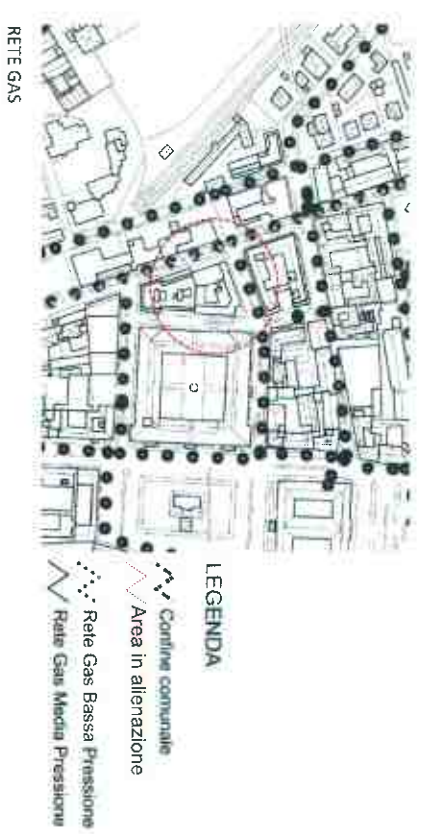 RETE GAS
LEGENDA
Confine comunale
Area in alienazione
Rete Gas Bassa Pressione
Rete Gas Media Pressione